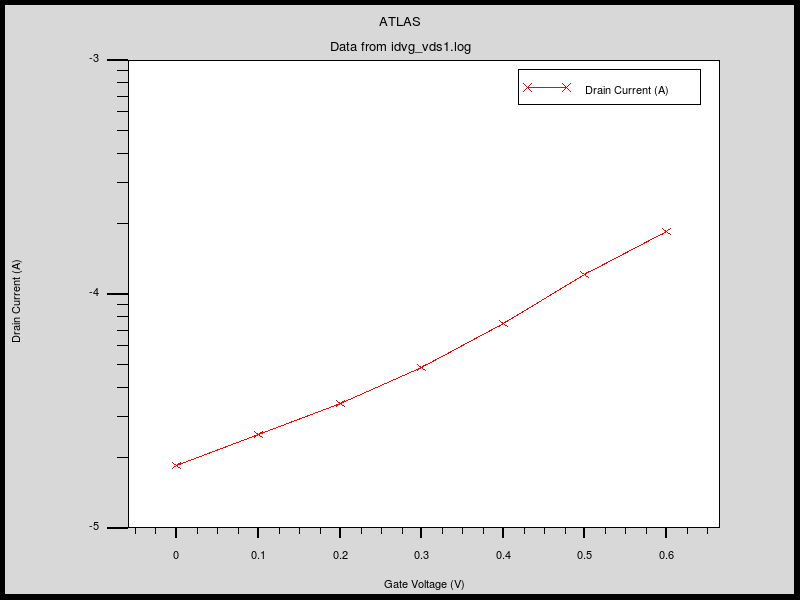 ATLAS
Data from idvg_vds1.log
Drain Current (A)
-3
-4
-5
Drain Current (A)
0 0.1 0.2 0.3 0.4 0.5 0.6
Gate Voltage (V)